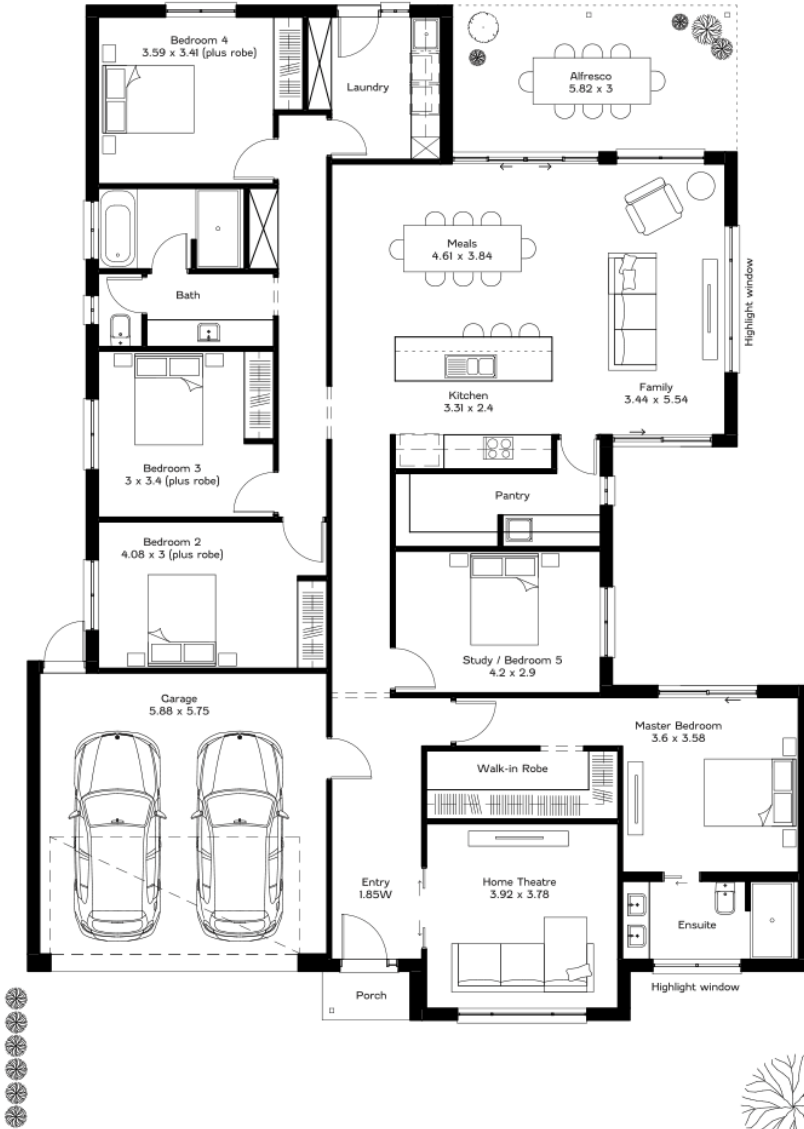 Bedroom 4
3.59 x 3.41 (plus robe)
Laundry
Alfresco
5.82 x 3
Meals
4.61 x 3.84
Highlight window
Bath
Kitchen
3.31 x 2.4
Family
3.44 x 5.54
Bedroom 3
3 x 3.4 (plus robe)
Pantry
Bedroom 2
4.08 x 3 (plus robe)
Study / Bedroom 5
4.2 x 2.9
Garage
5.88 x 5.75
Master Bedroom
3.6 x 3.58
Walk-in Robe
Entry
1.85W
Home Theatre
3.92 x 3.78
Ensuite
Highlight window
Porch